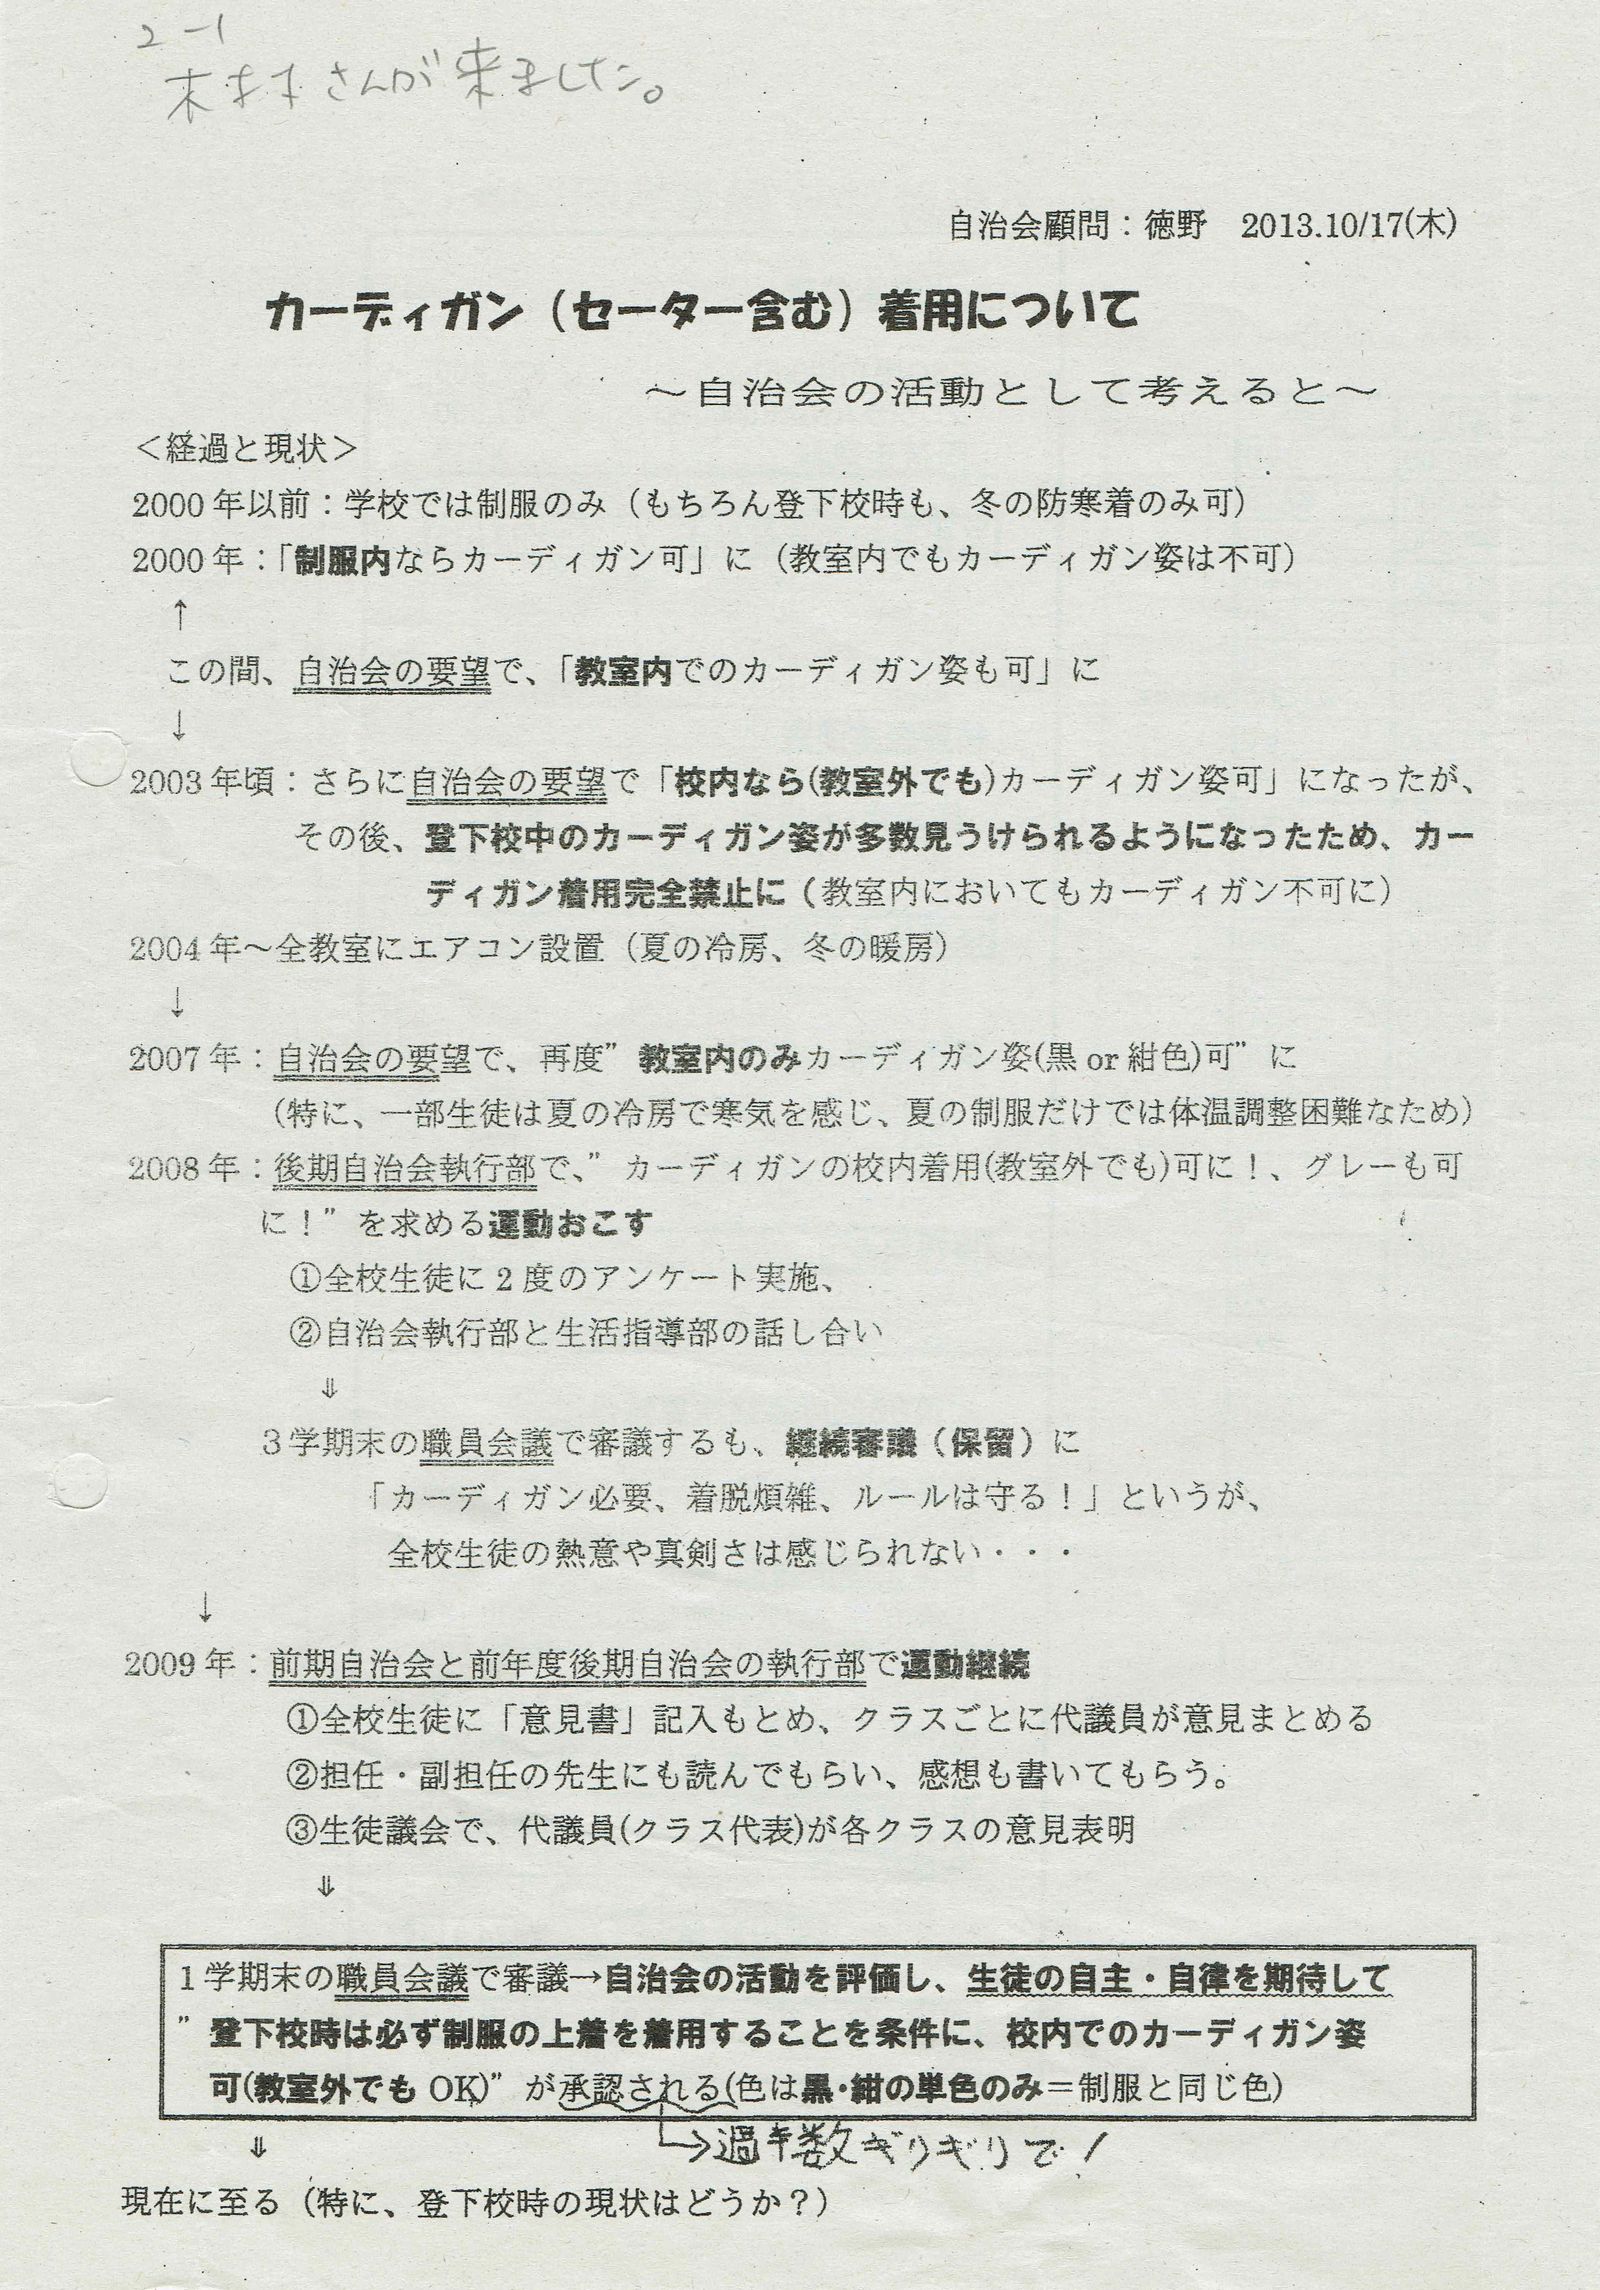 2-1
木村さんが来ました。
自治会顧問：徳野　2013.10/17(木)
カーディガン（セーター含む）着用について
～自治会の活動として考えると～
＜経過と現状＞
2000年以前：学校では制服のみ（もちろん登下校時も、冬の防寒着のみ可）
2000年：「制服内ならカーディガン可」に（教室内でもカーディガン姿は不可）
↑
この間、自治会の要望で、「教室内でのカーディガン姿も可」に
↓
2003年頃：さらに自治会の要望で「校内なら(教室外でも)カーディガン姿可」になったが、
その後、登下校中のカーディガン姿が多数見うけられるようになったため、カー
ディガン着用完全禁止に（教室内においてもカーディガン不可に）
2004年～全教室にエアコン設置（夏の冷房、冬の暖房）
↓
2007年：自治会の要望で、再度”教室内のみカーディガン姿(黒or紺色)可”に
（特に、一部生徒は夏の冷房で寒気を感じ、夏の制服だけでは体温調整困難なため）
2008年：後期自治会執行部で、”カーディガンの校内着用(教室外でも)可に！、グレーも可
に！”を求める運動おこす
①全校生徒に2度のアンケート実施、
②自治会執行部と生活指導部の話し合い
⇓
3学期末の職員会議で審議するも、継続審議（保留）に
「カーディガン必要、着脱煩雑、ルールは守る！」というが、
全校生徒の熱意や真剣さは感じられない・・・
↓
2009年：前期自治会と前年度後期自治会の執行部で運動継続
①全校生徒に「意見書」記入もとめ、クラスごとに代議員が意見まとめる
②担任・副担任の先生にも読んでもらい、感想も書いてもらう。
③生徒議会で、代議員(クラス代表)が各クラスの意見表明
⇓
1学期末の職員会議で審議→自治会の活動を評価し、生徒の自主・自律を期待して
”登下校時は必ず制服の上着を着用することを条件に、校内でのカーディガン姿
可(教室外でもOK)”が承認される(色は黒・紺の単色のみ＝制服と同じ色)
→過半数ぎりぎりで！
⇓
現在に至る（特に、登下校時の現状はどうか？）